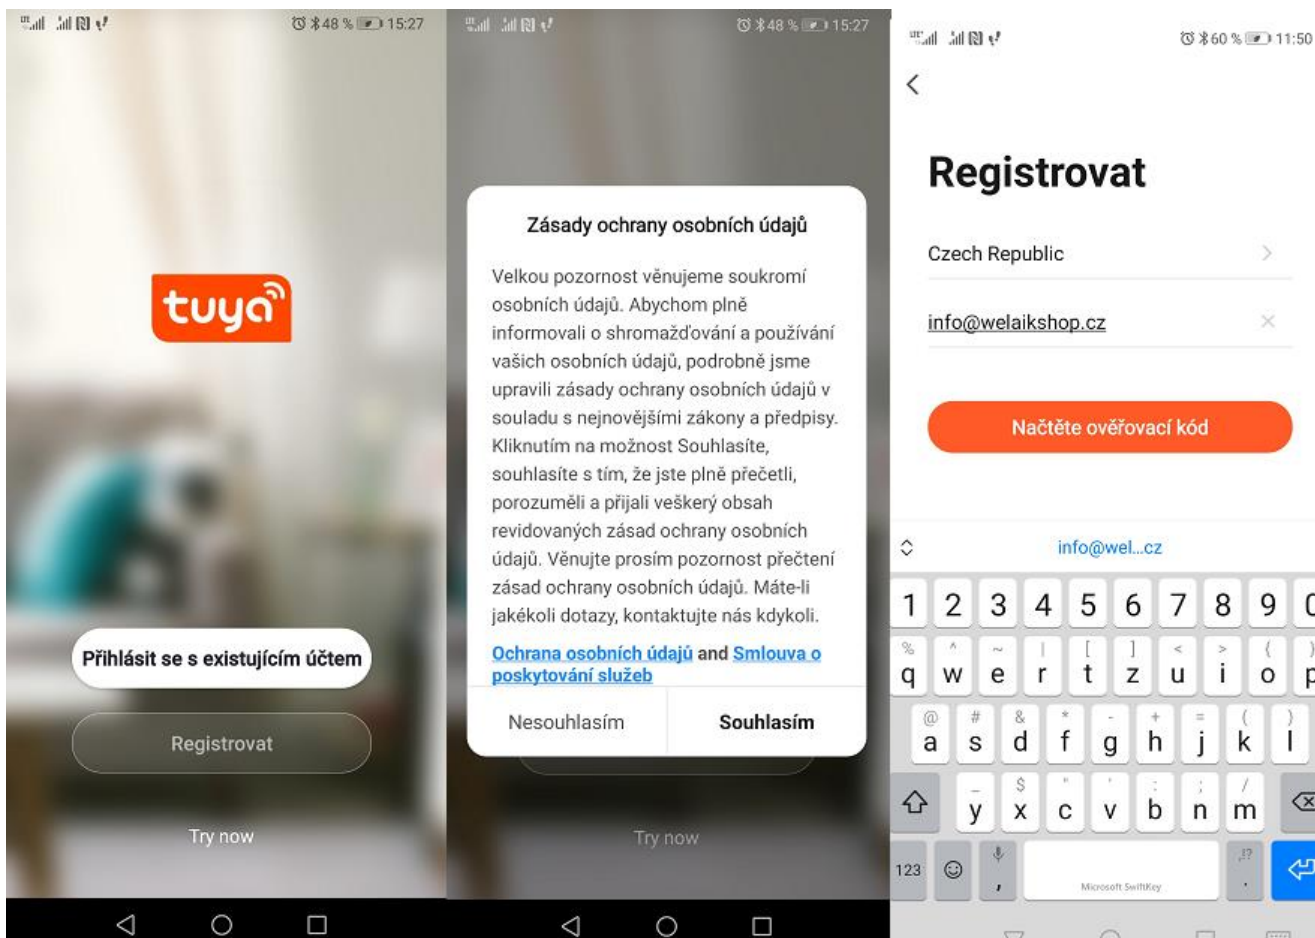 48 % 15:27
tuya
Přihlásit se s existujícím účtem
Registrovat
Try now
48 % 15:27
Zásady ochrany osobních údajů
Velkou pozornost věnujeme soukromí
osobních údajů. Abychom plně
informovali o shromažďování a používání
vašich osobních údajů, podrobně jsme
upravili zásady ochrany osobních údajů v
souladu s nejnovějšími zákony a předpisy.
Kliknutím na možnost Souhlasíte,
souhlasíte s tím, že jste plně přečetli,
porozuměli a přijali veškerý obsah
revidovaných zásad ochrany osobních
údajů. Věnujte prosím pozornost přečtení
zásad ochrany osobních údajů. Máte-li
jakékoli dotazy, kontaktujte nás kdykoli.
Ochrana osobních údajů and Smlouva o
poskytování služeb
Nesouhlasím Souhlasím
Try now
60 % 11:50
Registrovat
Czech Republic
info@welaikshop.cz
Načtěte ověřovací kód
info@wel...cz
1 2 3 4 5 6 7 8 9 0
% ^ ~ | [ ] < > { }
q w e r t z u i o p
@ # & * - + = ( )
a s d f g h j k l
_ $ " ' : ; /
y x c v b n m
123 , Microsoft SwiftKey ,!? .